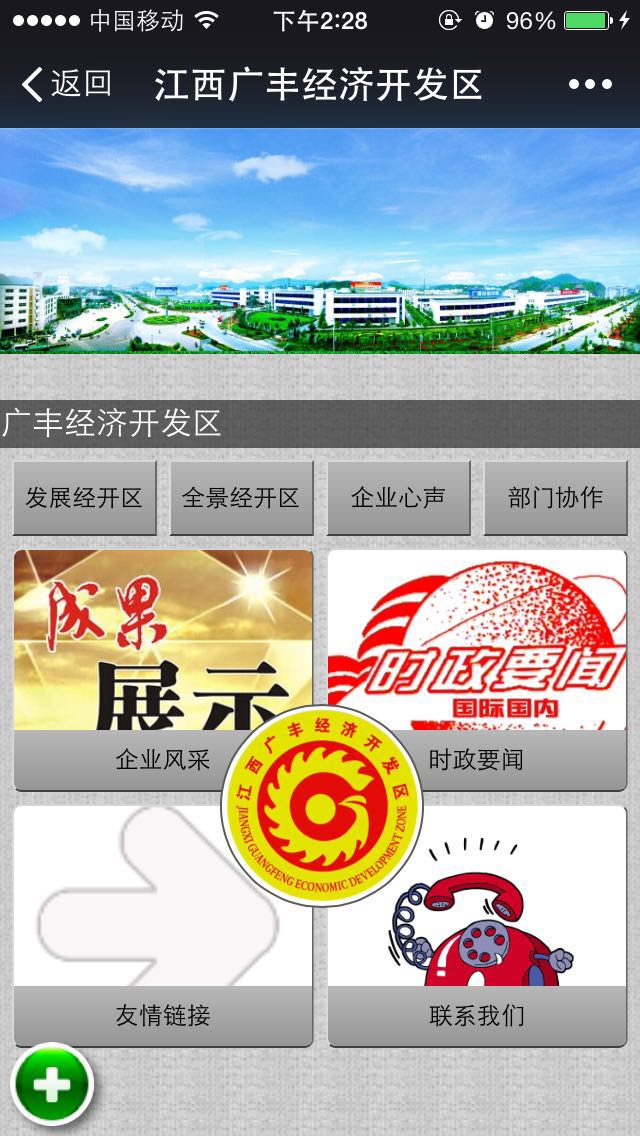 中国移动
下午2:28
96%
返回
江西广丰经济开发区
广丰经济开发区
发展经开区
全景经开区
企业心声
部门协作
成果
展示
时政要闻
国际国内
企业风采
时政要闻
江西广丰经济开发区
JIANGXI GUANGFENG ECONOMIC DEVELOPMENT ZONE
友情链接
联系我们